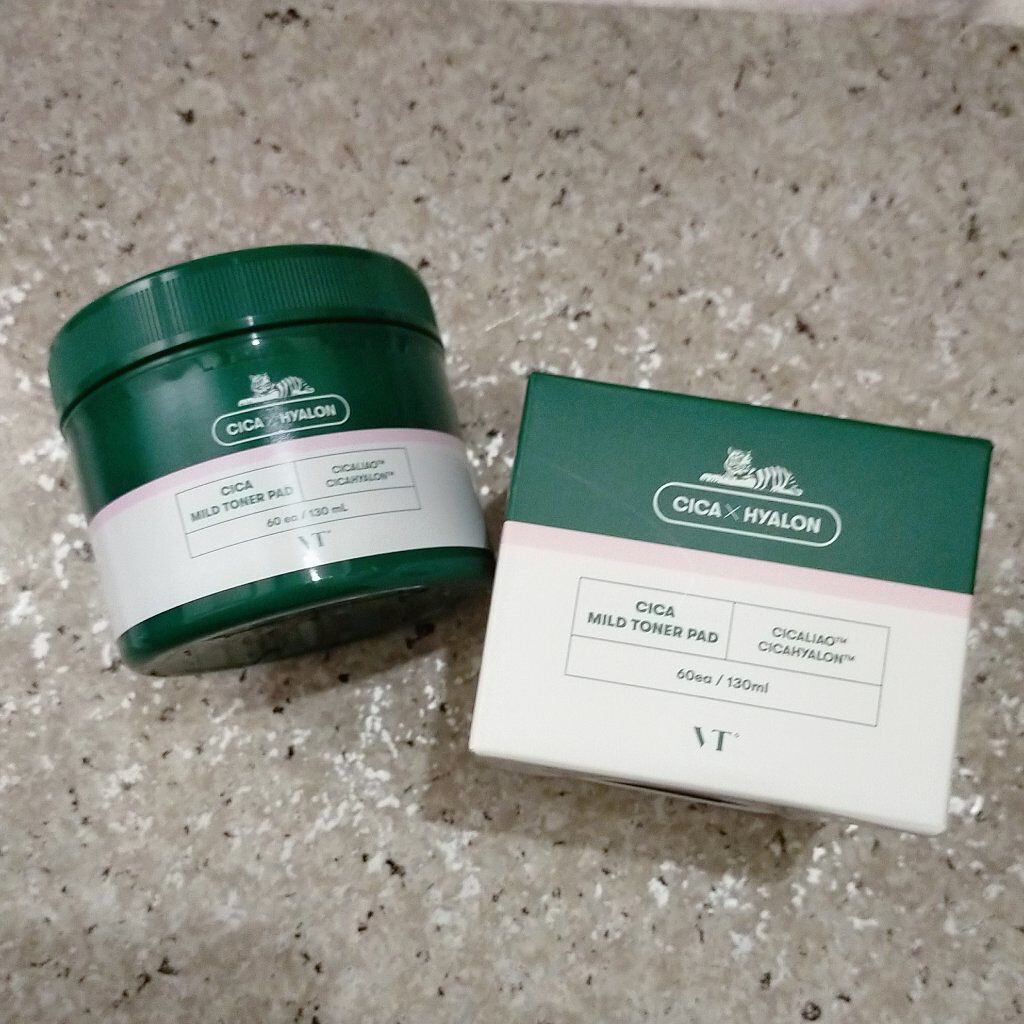 CICA × HYALON
CICA
MILD TONER PAD
CICALIAO™
CICAHYALON™
60 ea / 130 mL
VT°
CICA × HYALON
CICA
MILD TONER PAD
CICALIAO™
CICAHYALON™
60ea / 130ml
VT°